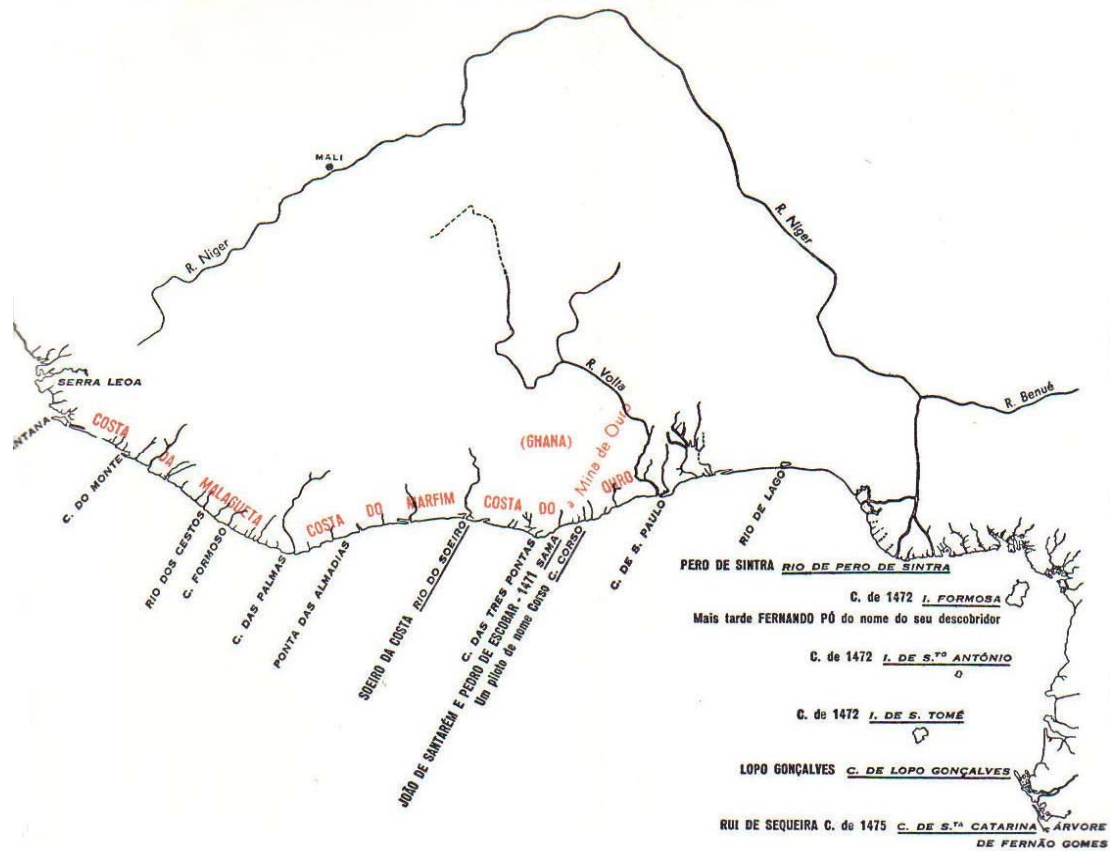 MALI
R. Niger
R. Niger
R. Benué
R. Volta
SERRA LEOA
NTANA
COSTA DA MALAGUETA
COSTA DO MARFIM
COSTA DO OURO
(GHANA)
a Mina de Ouro
C. DO MONTE
RIO DOS CESTOS
C. FORMOSO
C. DAS PALMAS
PONTA DAS ALMADIAS
SOEIRO DA COSTA RIO DO SOEIRO
C. DAS TRES PONTAS
JOÃO DE SANTARÉM E PEDRO DE ESCOBAR - 1471 SAMA
Um piloto de nome Corso C. CORSO
C. DE S. PAULO
RIO DE LAGO
PERO DE SINTRA RIO DE PERO DE SINTRA
C. de 1472 I. FORMOSA
Mais tarde FERNANDO PÓ do nome do seu descobridor
C. de 1472 I. DE S.TO ANTÓNIO
C. de 1472 I. DE S. TOMÉ
LOPO GONÇALVES C. DE LOPO GONÇALVES
RUI DE SEQUEIRA C. de 1475 C. DE S.TA CATARINA ÁRVORE
DE FERNÃO GOMES